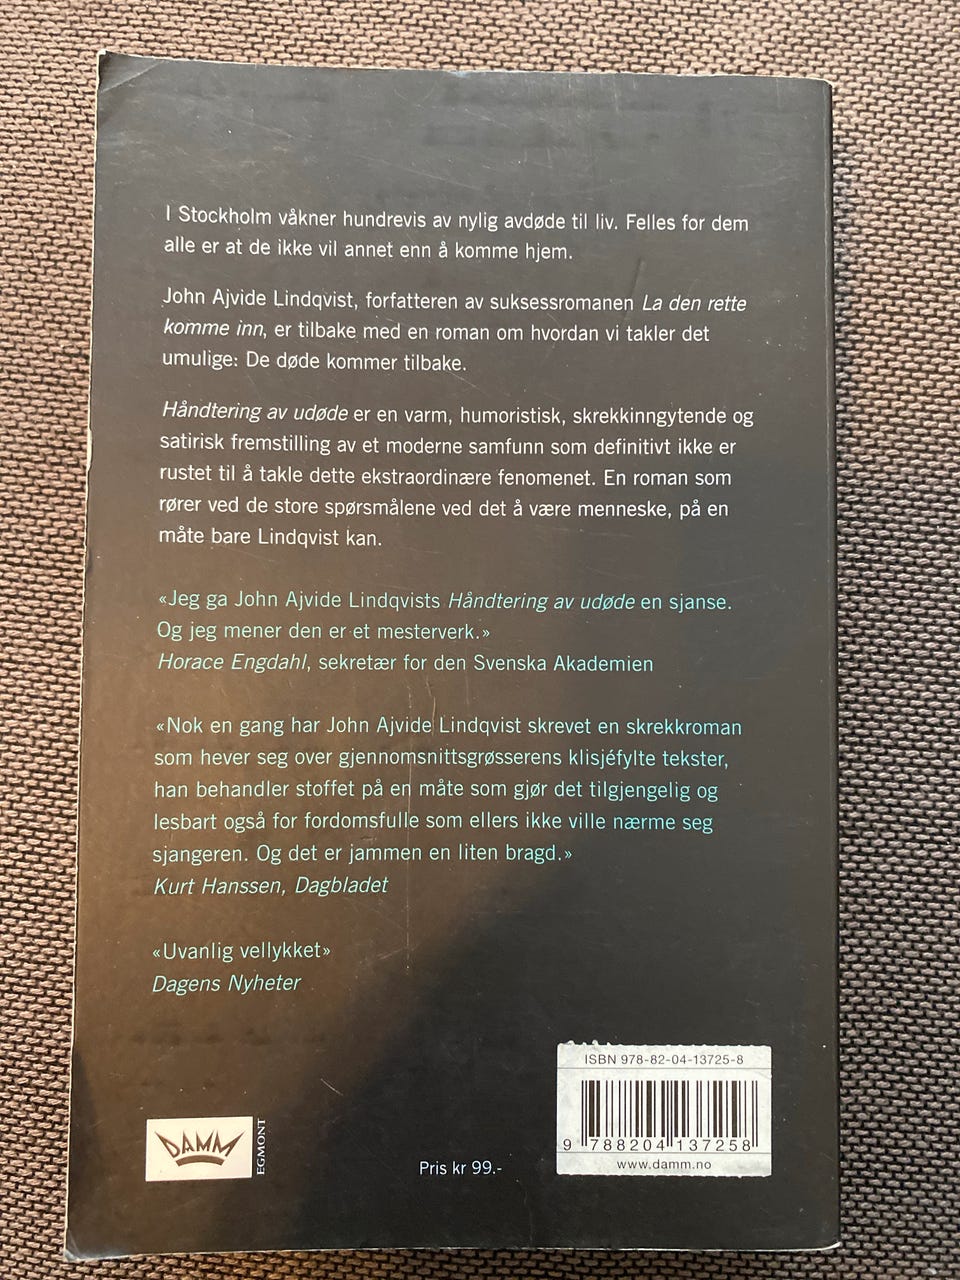 I Stockholm våkner hundrevis av nylig avdøde til liv. Felles for dem
alle er at de ikke vil annet enn å komme hjem.
John Ajvide Lindqvist, forfatteren av suksessromanen La den rette
komme inn, er tilbake med en roman om hvordan vi takler det
umulige: De døde kommer tilbake.
Håndtering av udøde er en varm, humoristisk, skrekkinngytende og
satirisk fremstilling av et moderne samfunn som definitivt ikke er
rustet til å takle dette ekstraordinære fenomenet. En roman som
rører ved de store spørsmålene ved det å være menneske, på en
måte bare Lindqvist kan.
«Jeg ga John Ajvide Lindqvists Håndtering av udøde en sjanse.
Og jeg mener den er et mesterverk.»
Horace Engdahl, sekretær for den Svenska Akademien
«Nok en gang har John Ajvide Lindqvist skrevet en skrekkroman
som hever seg over gjennomsnittsgrøsserens klisjéfylte tekster,
han behandler stoffet på en måte som gjør det tilgjengelig og
lesbart også for fordomsfulle som ellers ikke ville nærme seg
sjangeren. Og det er jammen en liten bragd.»
Kurt Hanssen, Dagbladet
«Uvanlig vellykket»
Dagens Nyheter
DAMM
EGMONT
Pris kr 99.-
ISBN 978-82-04-13725-8
9 788204 137258
www.damm.no